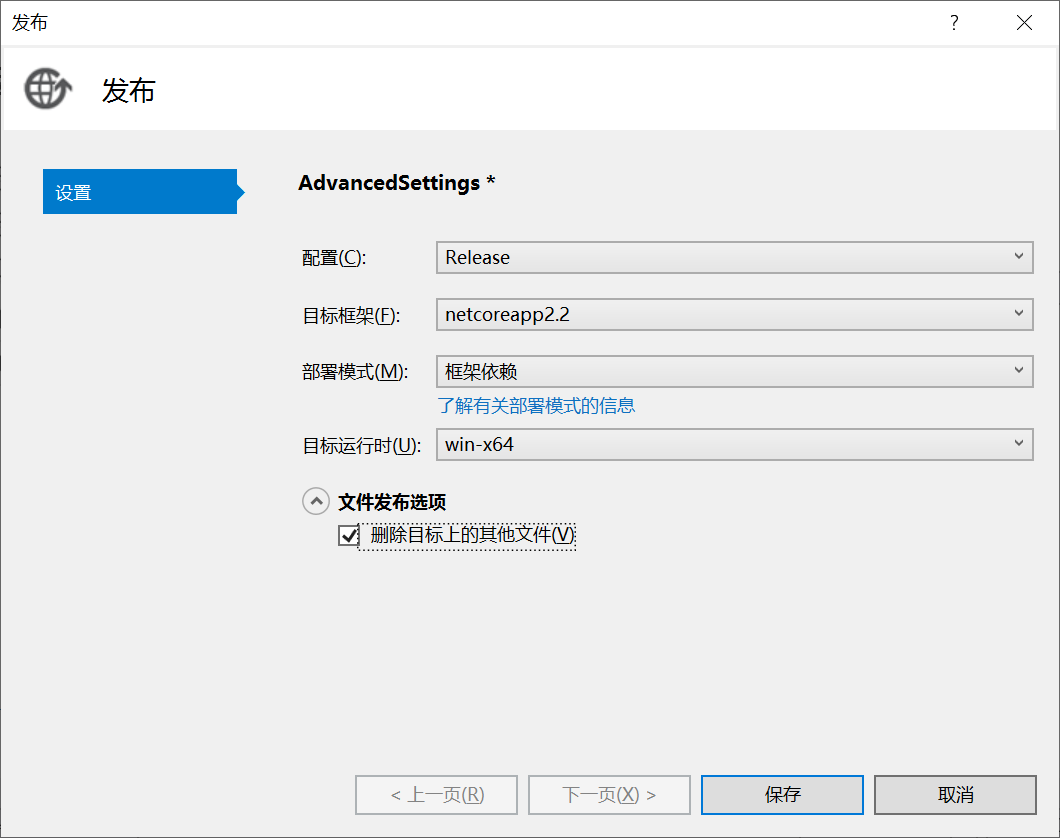 发布
?
发布
设置
AdvancedSettings *
配置(C):
Release
目标框架(F):
netcoreapp2.2
部署模式(M):
框架依赖
了解有关部署模式的信息
目标运行时(U):
win-x64
文件发布选项
删除目标上的其他文件(V)
< 上一页(R)
下一页(X) >
保存
取消